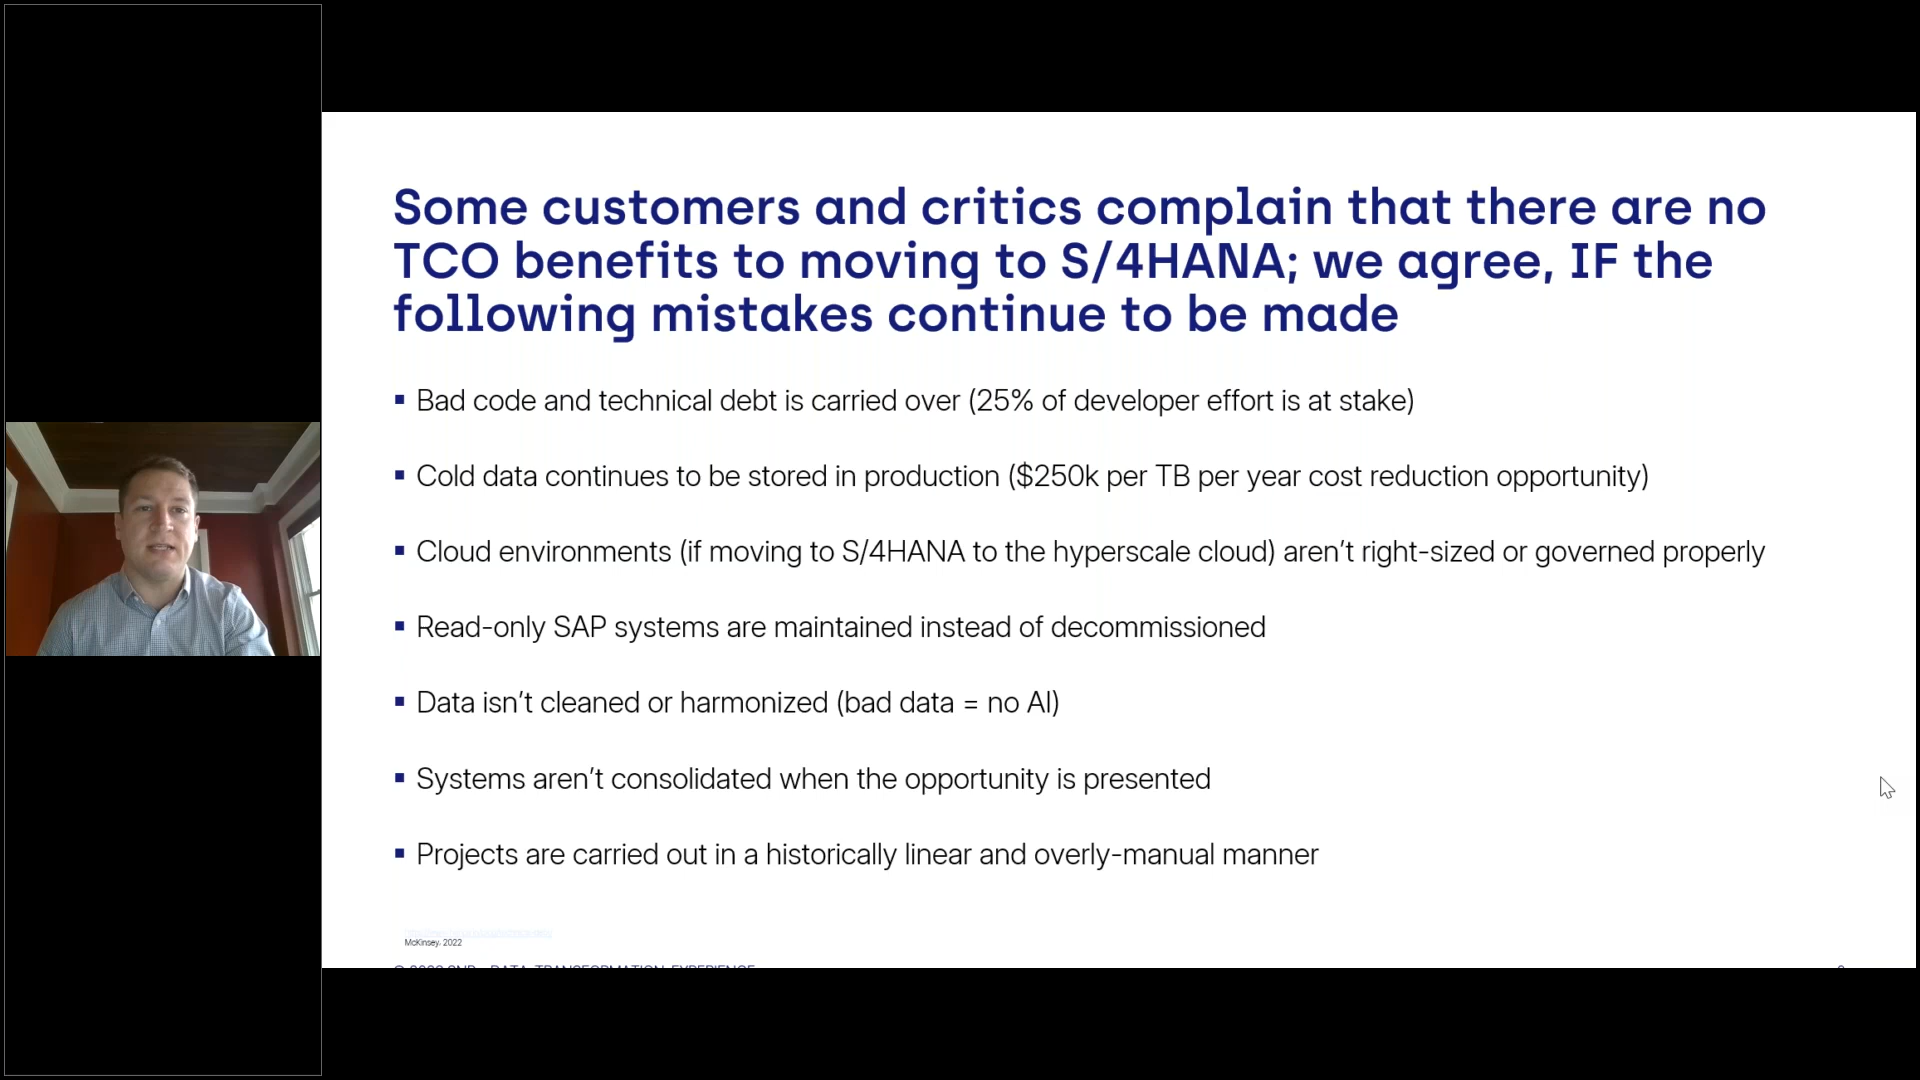 Some customers and critics complain that there are no
TCO benefits to moving to S/4HANA; we agree, IF the
following mistakes continue to be made
▪ Bad code and technical debt is carried over (25% of developer effort is at stake)
▪ Cold data continues to be stored in production ($250k per TB per year cost reduction opportunity)
▪ Cloud environments (if moving to S/4HANA to the hyperscale cloud) aren’t right-sized or governed properly
▪ Read-only SAP systems are maintained instead of decommissioned
▪ Data isn’t cleaned or harmonized (bad data = no AI)
▪ Systems aren’t consolidated when the opportunity is presented
▪ Projects are carried out in a historically linear and overly-manual manner
McKinsey, 2022
DATA TRANSFORMATION EXPERIENCE